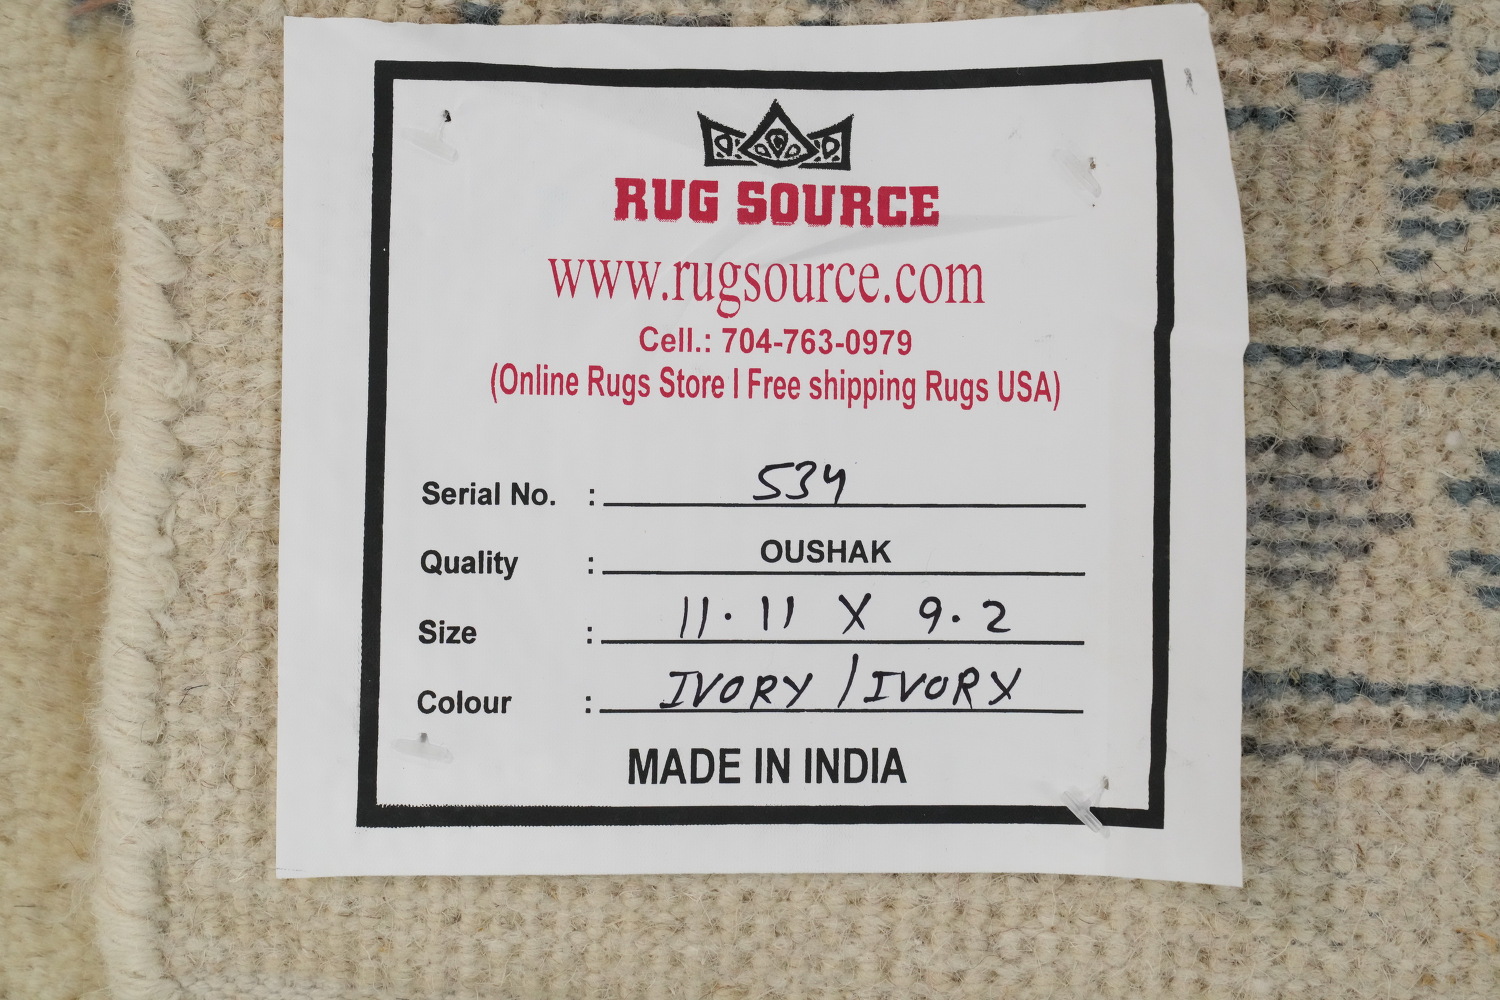 RUG SOURCE
www.rugsource.com
Cell.: 704-763-0979
(Online Rugs Store I Free shipping Rugs USA)
Serial No. : 534
Quality : OUSHAK
Size : 11.11 X 9.2
Colour : IVORY / IVORY
MADE IN INDIA